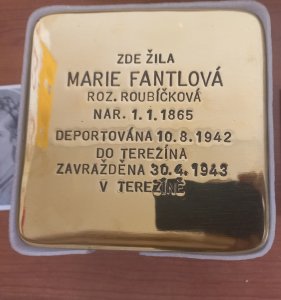 ZDE ŽILA
MARIE FANTLOVÁ
ROZ. ROUBÍČKOVÁ
NAR. 1. 1. 1865
DEPORTOVÁNA 10. 8. 1942
DO TEREZÍNA
ZAVRAŽDĚNA 30. 4. 1943
V TEREZÍNĚ